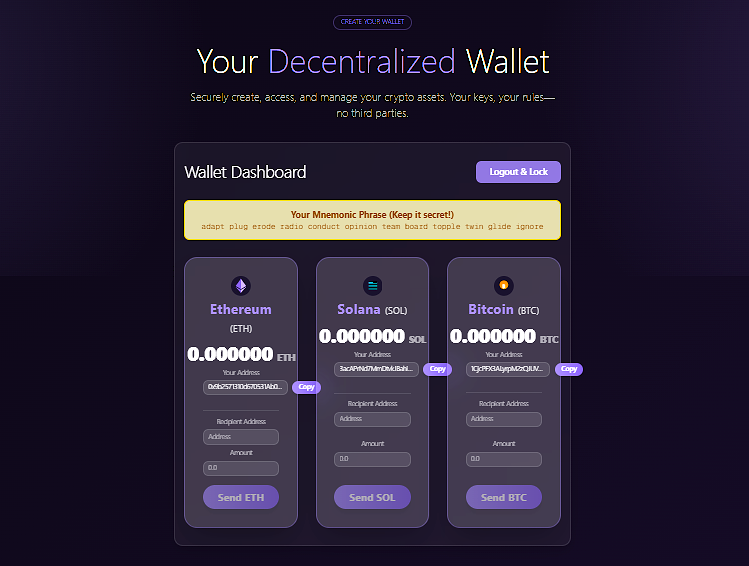 CREATE YOUR WALLET
Your Decentralized Wallet
Securely create, access, and manage your crypto assets. Your keys, your rules—
no third parties.
Wallet Dashboard
Logout & Lock
Your Mnemonic Phrase (Keep it secret!)
adapt plug erode radio conduct opinion team board topple twin glide ignore
Ethereum
(ETH)
0.000000 ETH
Your Address
Copy
Recipient Address
Address
Amount
0.0
Send ETH
Solana (SOL)
0.000000 SOL
Your Address
Copy
Recipient Address
Address
Amount
0.0
Send SOL
Bitcoin (BTC)
0.000000 BTC
Your Address
Copy
Recipient Address
Address
Amount
0.0
Send BTC